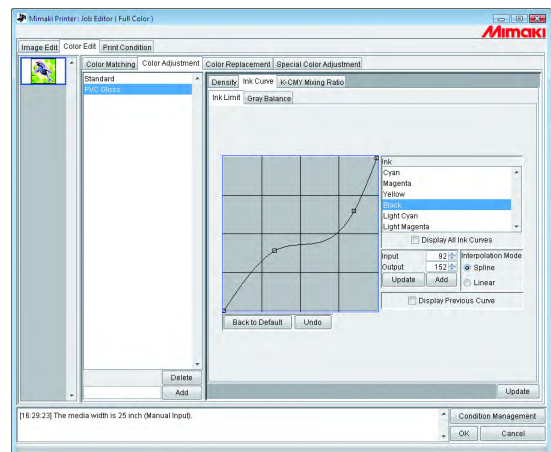 Mimaki Printer : Job Editor ( Full Color )
Mimaki
Image Edit Color Edit Print Condition
Color Matching Color Adjustment Color Replacement Special Color Adjustment
Standard
PVC Gloss
Density Ink Curve K-CMY Mixing Ratio
Ink Limit Gray Balance
Ink
Cyan
Magenta
Yellow
Black
Light Cyan
Light Magenta
Display All Ink Curves
Input 92 Interpolation Mode
Output 152 Spline
Update Add Linear
Display Previous Curve
Back to Default Undo
Delete
Add
Update
[16:29:23] The media width is 25 inch (Manual Input).
Condition Management
OK Cancel